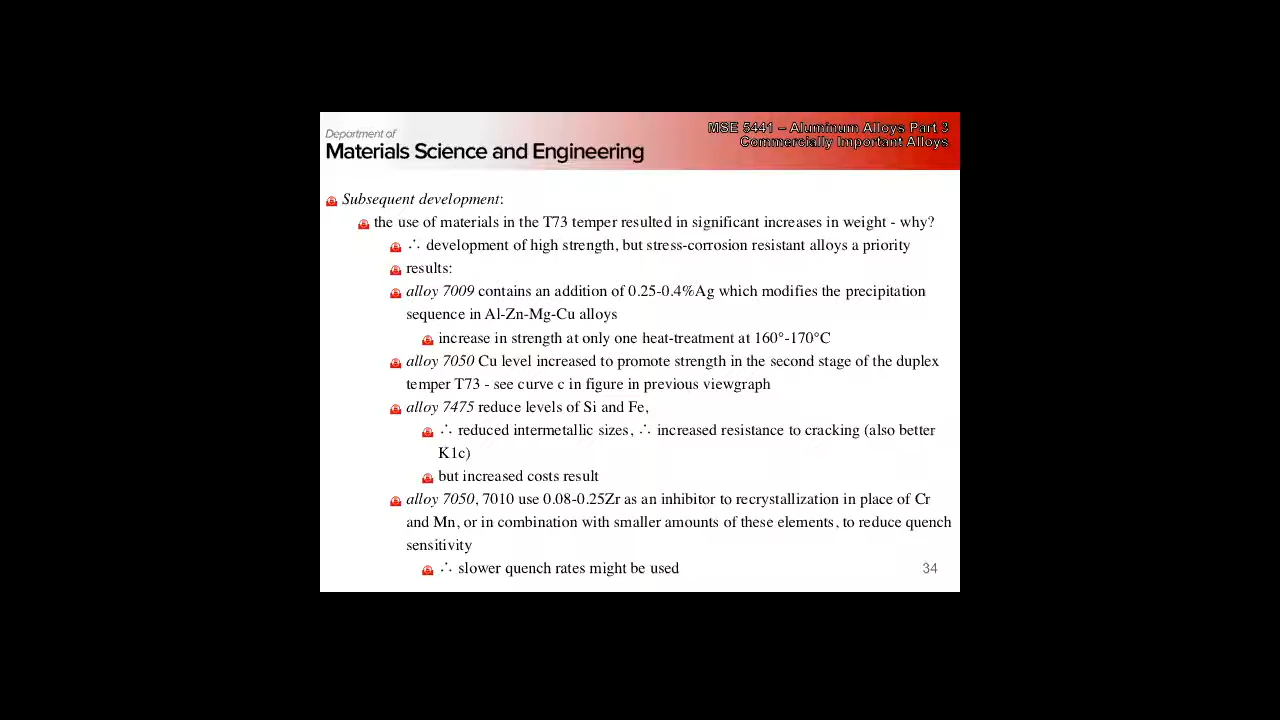 Department of
Materials Science and Engineering
MSE 5441 – Aluminum Alloys Part 3
Commercially Important Alloys
Subsequent development:
the use of materials in the T73 temper resulted in significant increases in weight - why?
∴ development of high strength, but stress-corrosion resistant alloys a priority
results:
alloy 7009 contains an addition of 0.25-0.4%Ag which modifies the precipitation
sequence in Al-Zn-Mg-Cu alloys
increase in strength at only one heat-treatment at 160°-170°C
alloy 7050 Cu level increased to promote strength in the second stage of the duplex
temper T73 - see curve c in figure in previous viewgraph
alloy 7475 reduce levels of Si and Fe,
∴ reduced intermetallic sizes, ∴ increased resistance to cracking (also better
K1c)
but increased costs result
alloy 7050, 7010 use 0.08-0.25Zr as an inhibitor to recrystallization in place of Cr
and Mn, or in combination with smaller amounts of these elements, to reduce quench
sensitivity
∴ slower quench rates might be used
34